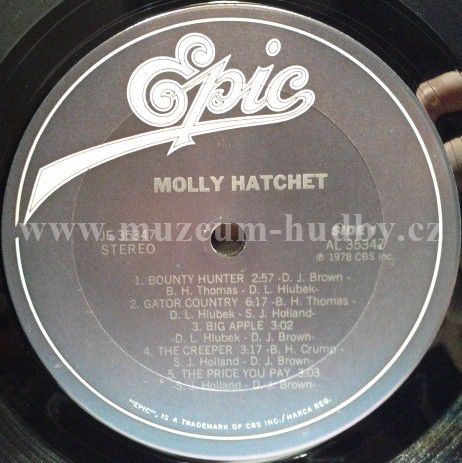 Epic
MOLLY HATCHET
www.muzeum-hudby.cz
JE 35347
STEREO
SIDE 1
AL 35347
℗ 1978 CBS Inc.
1. BOUNTY HUNTER 2:57 -D. J. Brown -
B. H. Thomas - D. L. Hlubek-
2. GATOR COUNTRY 6:17 -B. H. Thomas -
D. L. Hlubek - S. J. Holland-
3. BIG APPLE 3:02
-D. L. Hlubek - D. J. Brown-
4. THE CREEPER 3:17 -B. H. Crump -
S. J. Holland - D. J. Brown-
5. THE PRICE YOU PAY 3:03
-S. J. Holland - D. J. Brown-
"EPIC", IS A TRADEMARK OF CBS INC./MARCA REG.